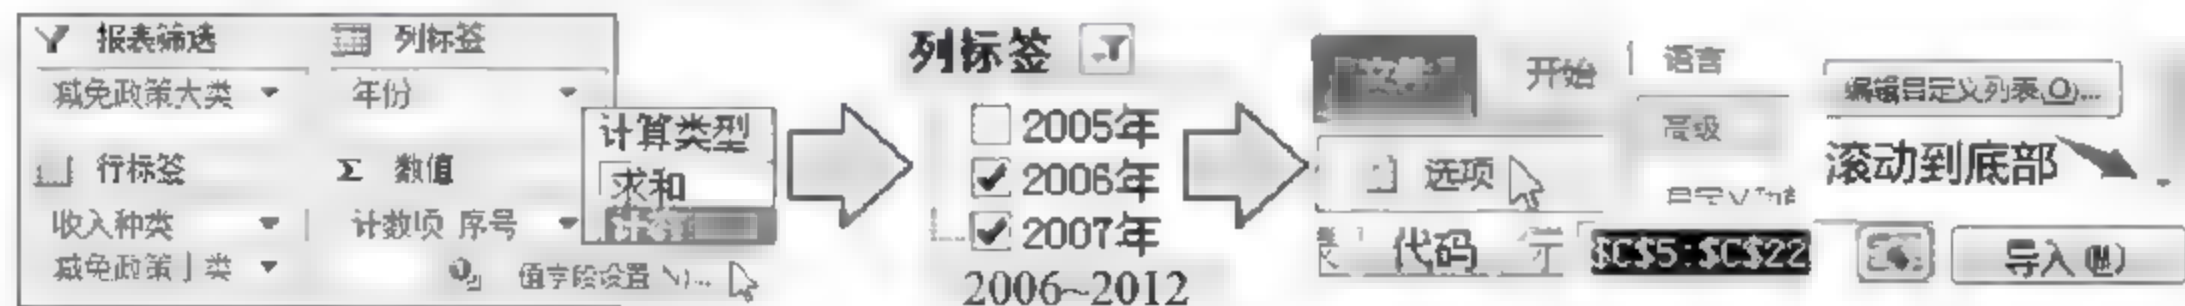 报表筛选
列标签
减免政策大类
年份
行标签
Σ 数值
收入种类
计数项 序号
减免政策 类
值字段设置 N)...
计算类型
求和
列标签
2005年
2006年
2007年
2006~2012
开始
选项
语言
高级
编辑自定义列表(O)...
滚动到底部
代码
$C$5:$C$22
导入(M)